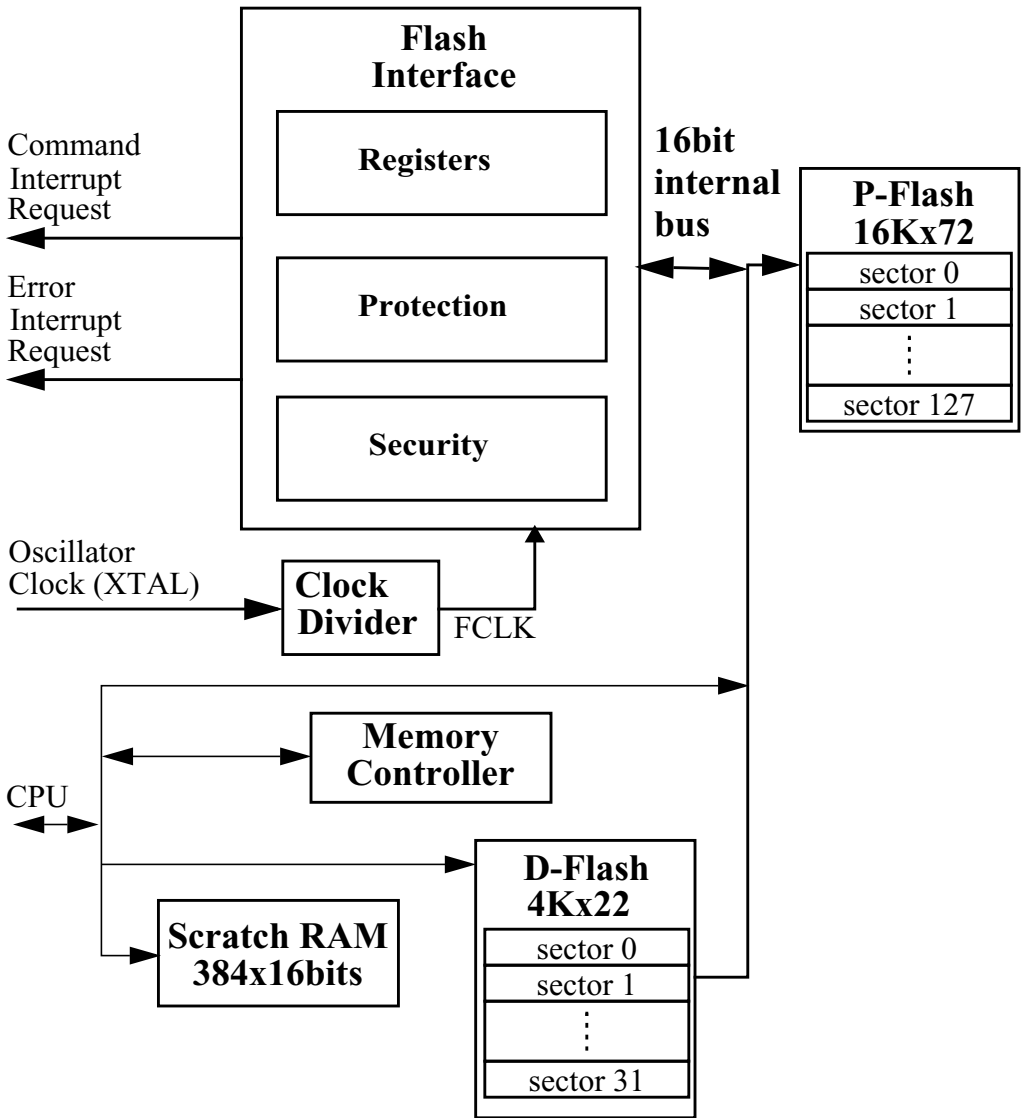 Flash
Interface
Registers
Protection
Security
Command
Interrupt
Request
Error
Interrupt
Request
16bit
internal
bus
P-Flash
16Kx72
sector 0
sector 1
sector 127
Oscillator
Clock (XTAL)
Clock
Divider
FCLK
Memory
Controller
CPU
D-Flash
4Kx22
sector 0
sector 1
sector 31
Scratch RAM
384x16bits